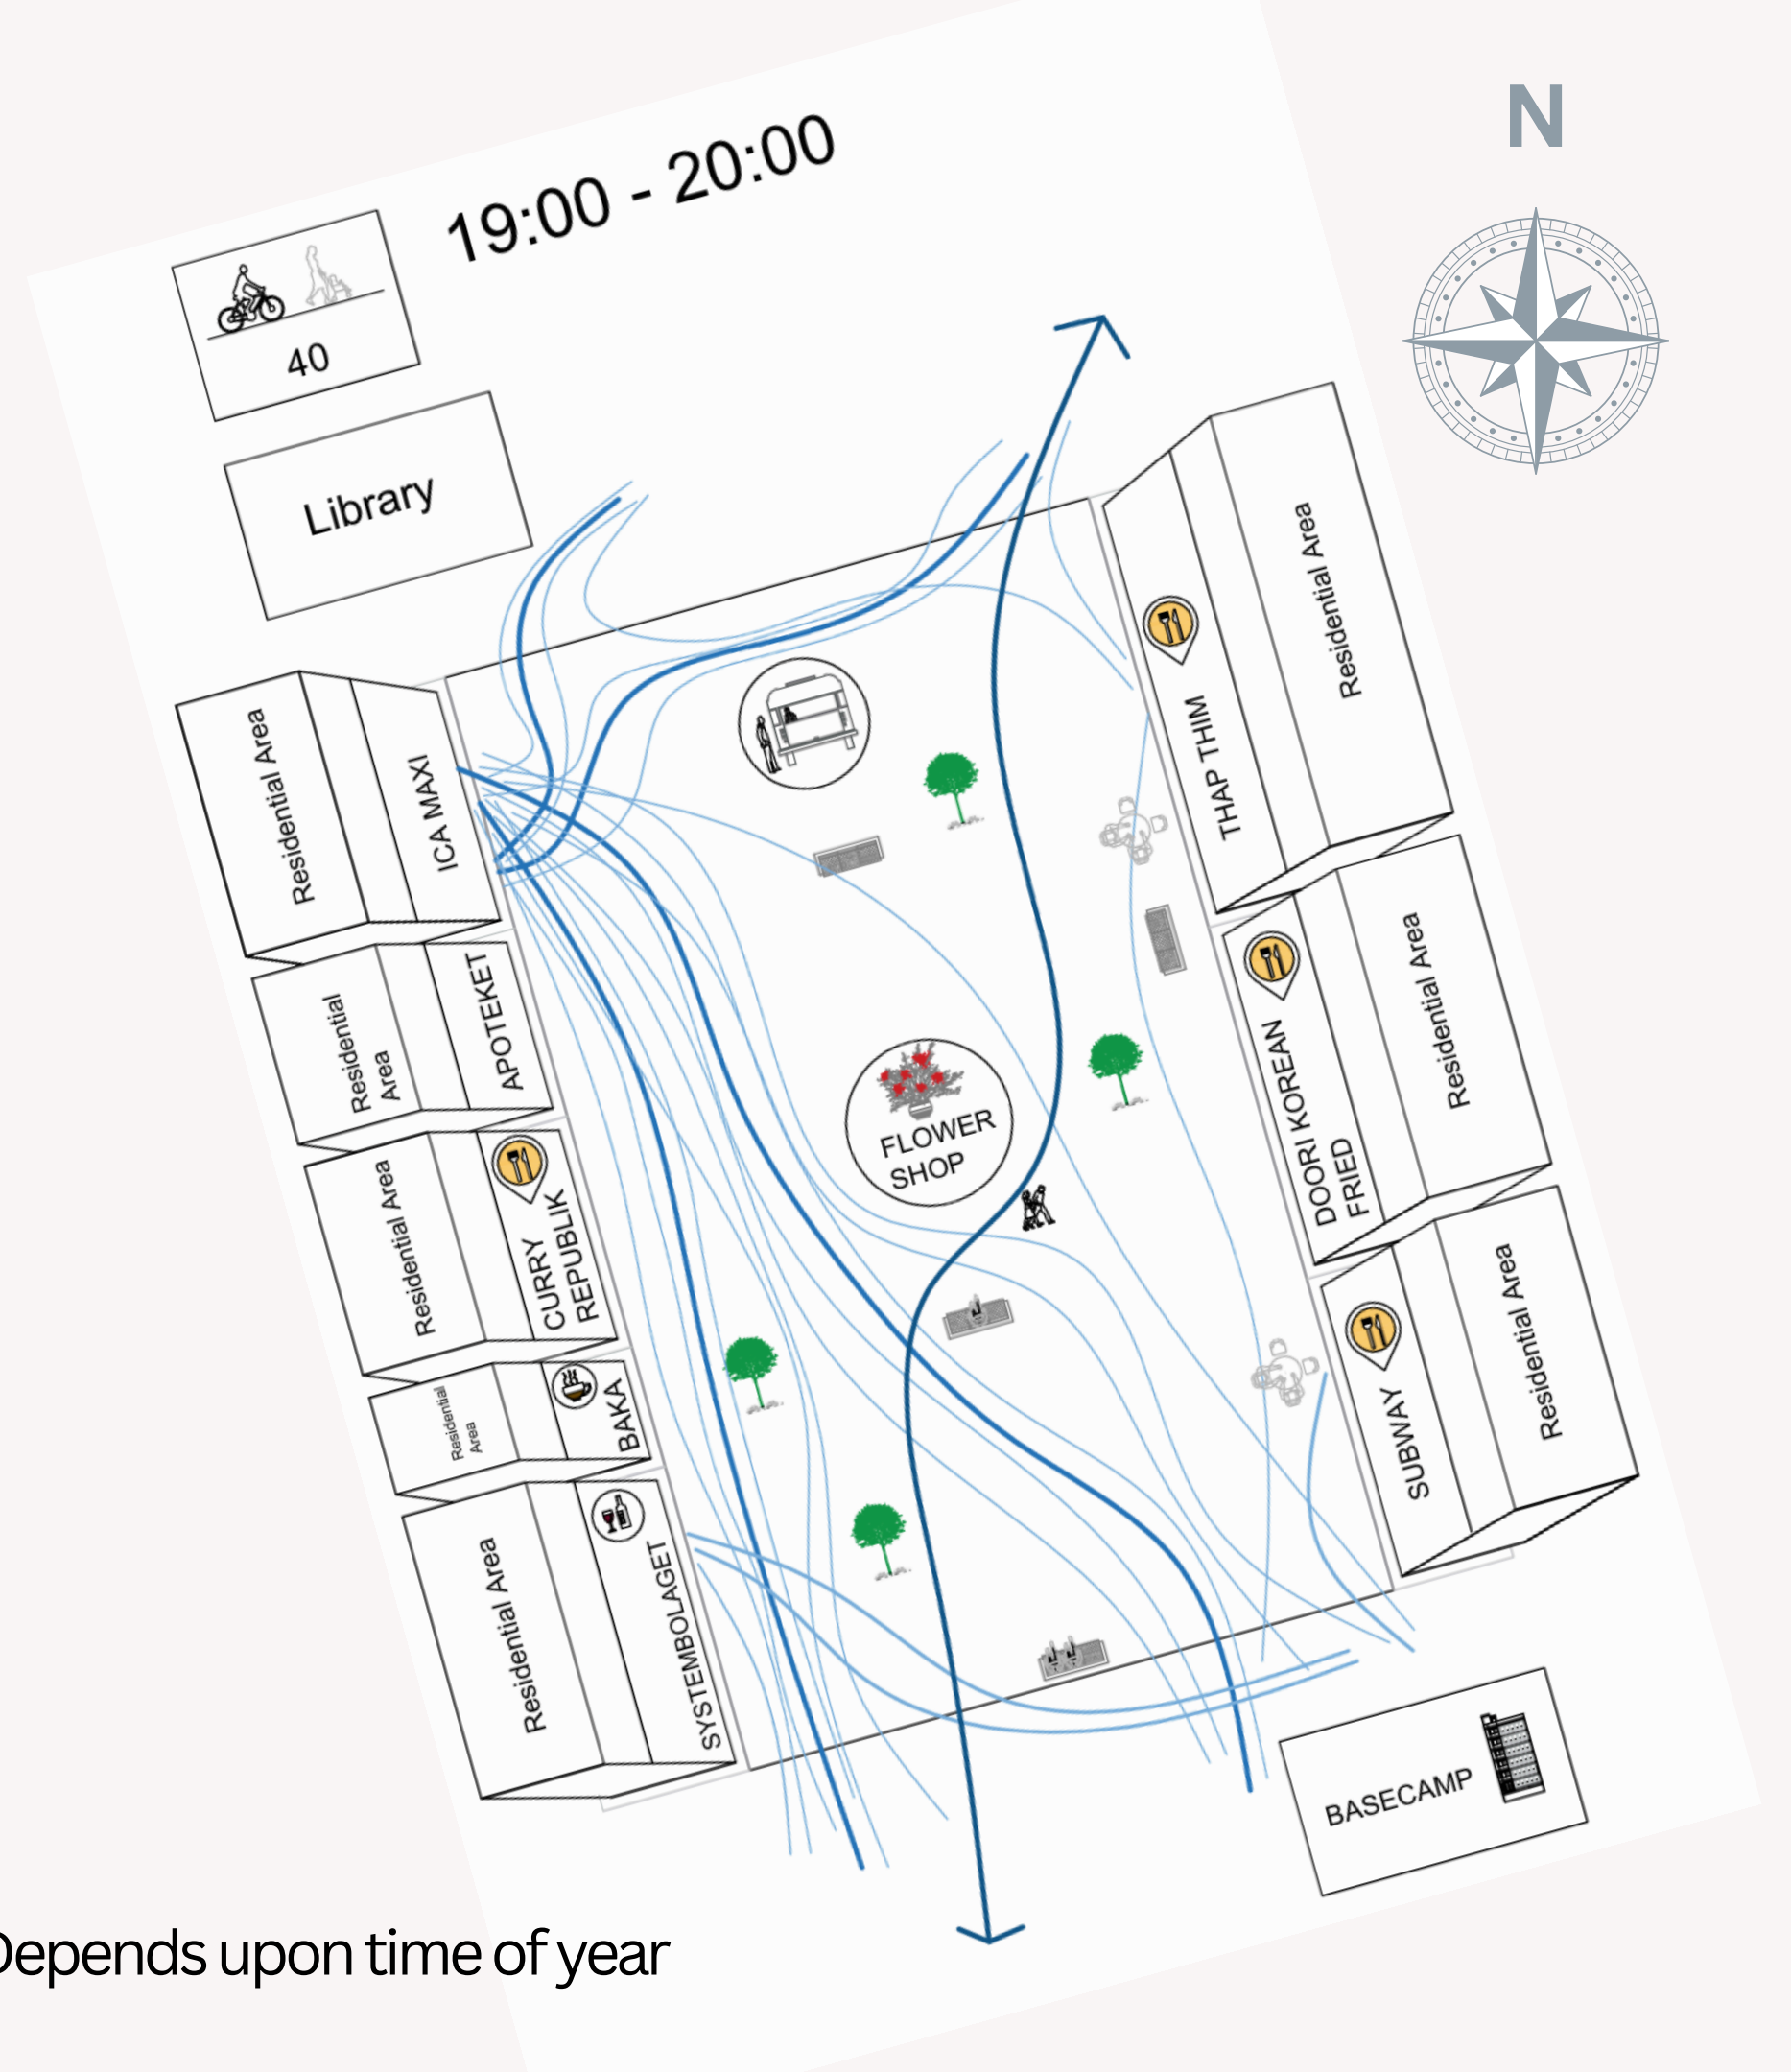 N
19:00 - 20:00
40
Library
Residential Area
ICA MAXI
Residential
Area
APOTEKET
Residential Area
CURRY
REPUBLIK
Residential
Area
BAKA
Residential Area
SYSTEMBOLAGET
FLOWER
SHOP
THAP THIM
Residential Area
DOORI KOREAN
FRIED
Residential Area
SUBWAY
Residential Area
BASECAMP
Depends upon time of year